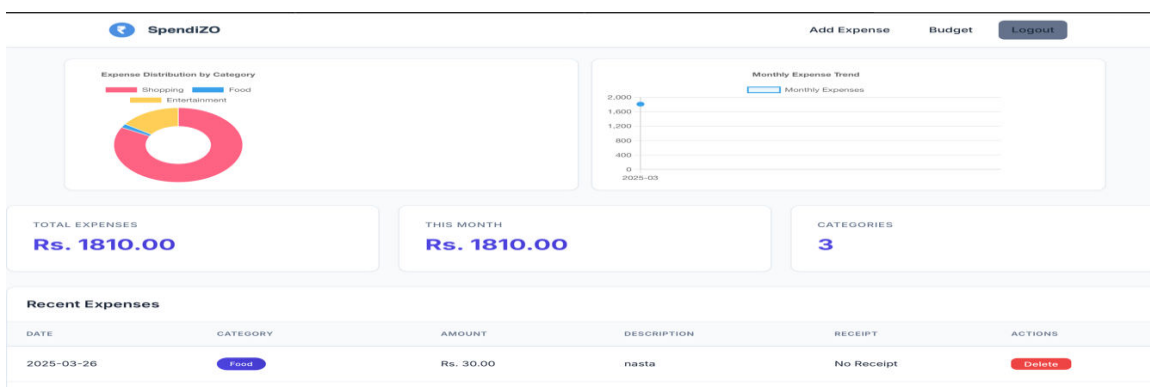 SpendiZO
Add Expense Budget Logout
Expense Distribution by Category
Shopping Food
Entertainment
Monthly Expense Trend
Monthly Expenses
2,000
1,600
1,200
800
400
0
2025-03
TOTAL EXPENSES
Rs. 1810.00
THIS MONTH
Rs. 1810.00
CATEGORIES
3
Recent Expenses
DATE CATEGORY AMOUNT DESCRIPTION RECEIPT ACTIONS
2025-03-26 Food Rs. 30.00 nasta No Receipt Delete